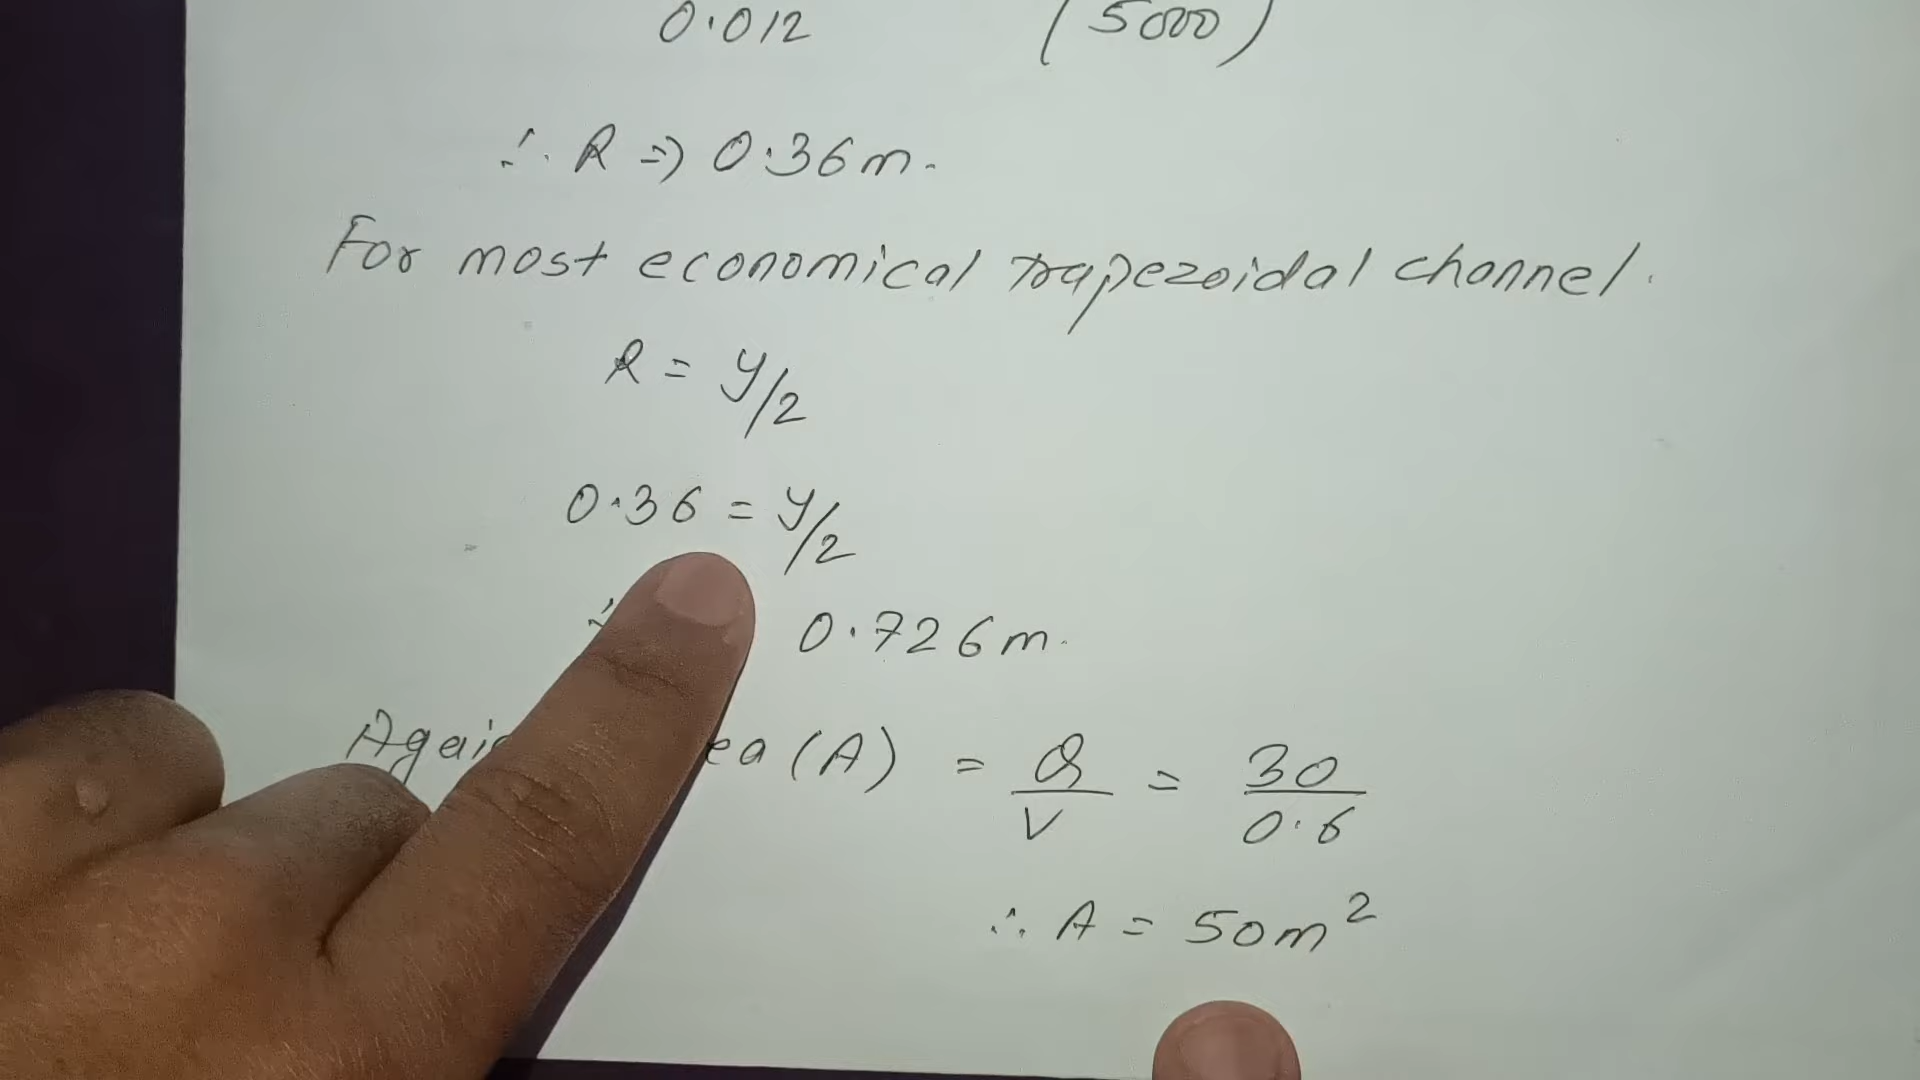 0.012 (5000)
∴ R ⇒ 0.36m.
For most economical trapezoidal channel.
R = y/2
0.36 = y/2
∴ 0.726m.
(A) = Q/V = 30/0.6
∴ A = 50m²